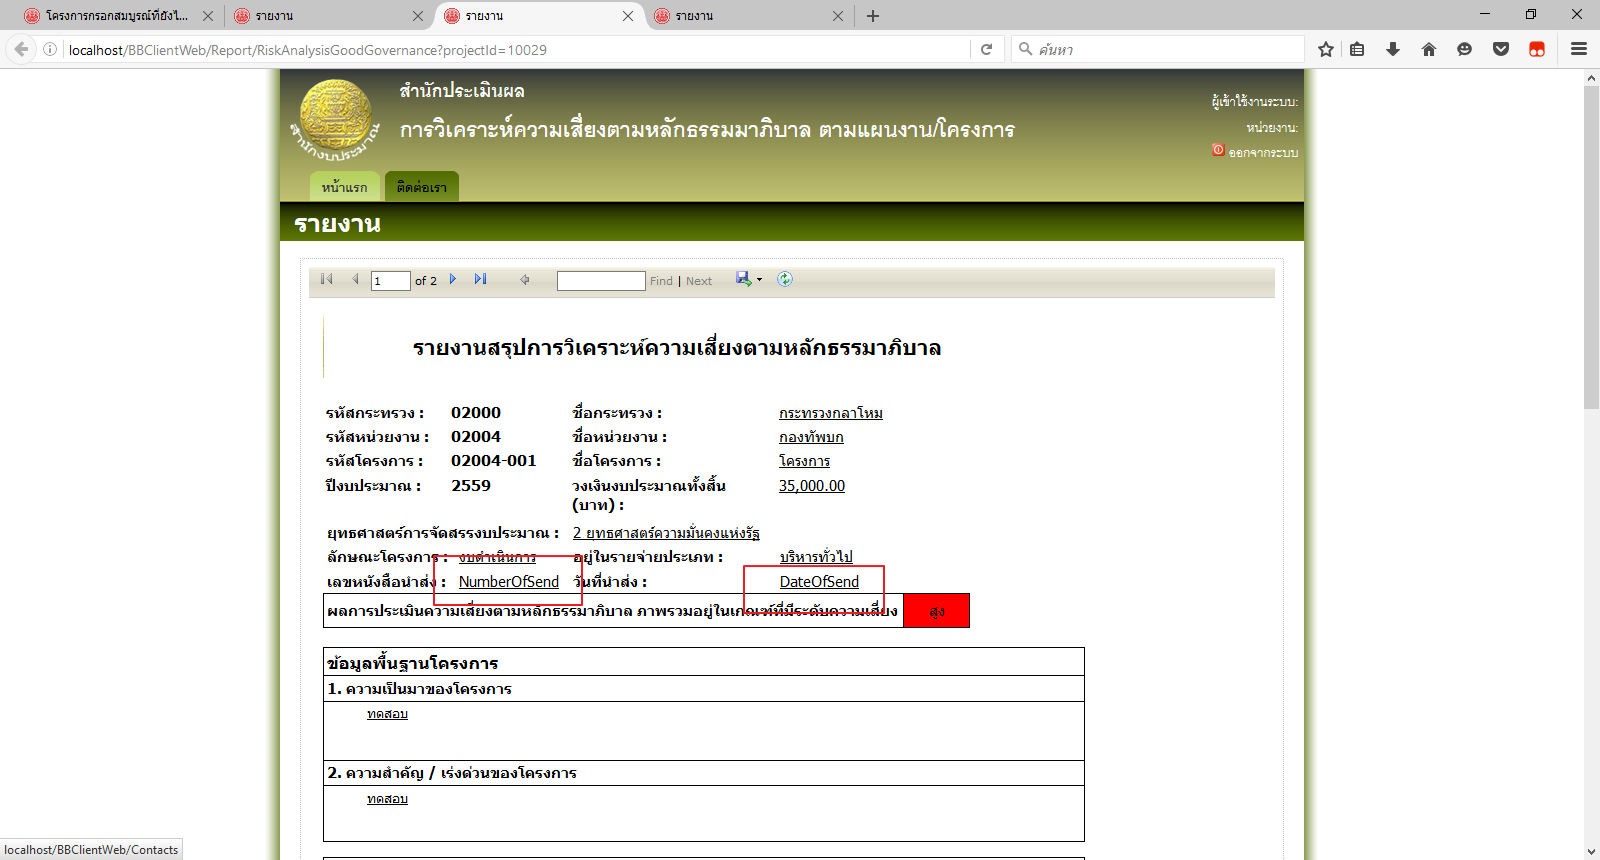 โครงการกรอกสมบูรณ์ที่ยังไ...
รายงาน
รายงาน
รายงาน
localhost/BBClientWeb/Report/RiskAnalysisGoodGovernance?projectId=10029
ค้นหา
สำนักงบประมาณ
สำนักประเมินผล
การวิเคราะห์ความเสี่ยงตามหลักธรรมมาภิบาล ตามแผนงาน/โครงการ
ผู้เข้าใช้งานระบบ:
หน่วยงาน:
ออกจากระบบ
หน้าแรก ติดต่อเรา
รายงาน
1 of 2 Find | Next
รายงานสรุปการวิเคราะห์ความเสี่ยงตามหลักธรรมาภิบาล
รหัสกระทรวง : 02000 ชื่อกระทรวง : กระทรวงกลาโหม
รหัสหน่วยงาน : 02004 ชื่อหน่วยงาน : กองทัพบก
รหัสโครงการ : 02004-001 ชื่อโครงการ : โครงการ
ปีงบประมาณ : 2559 วงเงินงบประมาณทั้งสิ้น 35,000.00
(บาท) :
ยุทธศาสตร์การจัดสรรงบประมาณ : 2 ยุทธศาสตร์ความมั่นคงแห่งรัฐ
ลักษณะโครงการ : งบดำเนินการ อยู่ในรายจ่ายประเภท : บริหารทั่วไป
เลขหนังสือนำส่ง : NumberOfSend วันที่นำส่ง : DateOfSend
ผลการประเมินความเสี่ยงตามหลักธรรมาภิบาล ภาพรวมอยู่ในเกณฑ์ที่มีระดับความเสี่ยง สูง
ข้อมูลพื้นฐานโครงการ
1. ความเป็นมาของโครงการ
ทดสอบ
2. ความสำคัญ / เร่งด่วนของโครงการ
ทดสอบ
localhost/BBClientWeb/Contacts